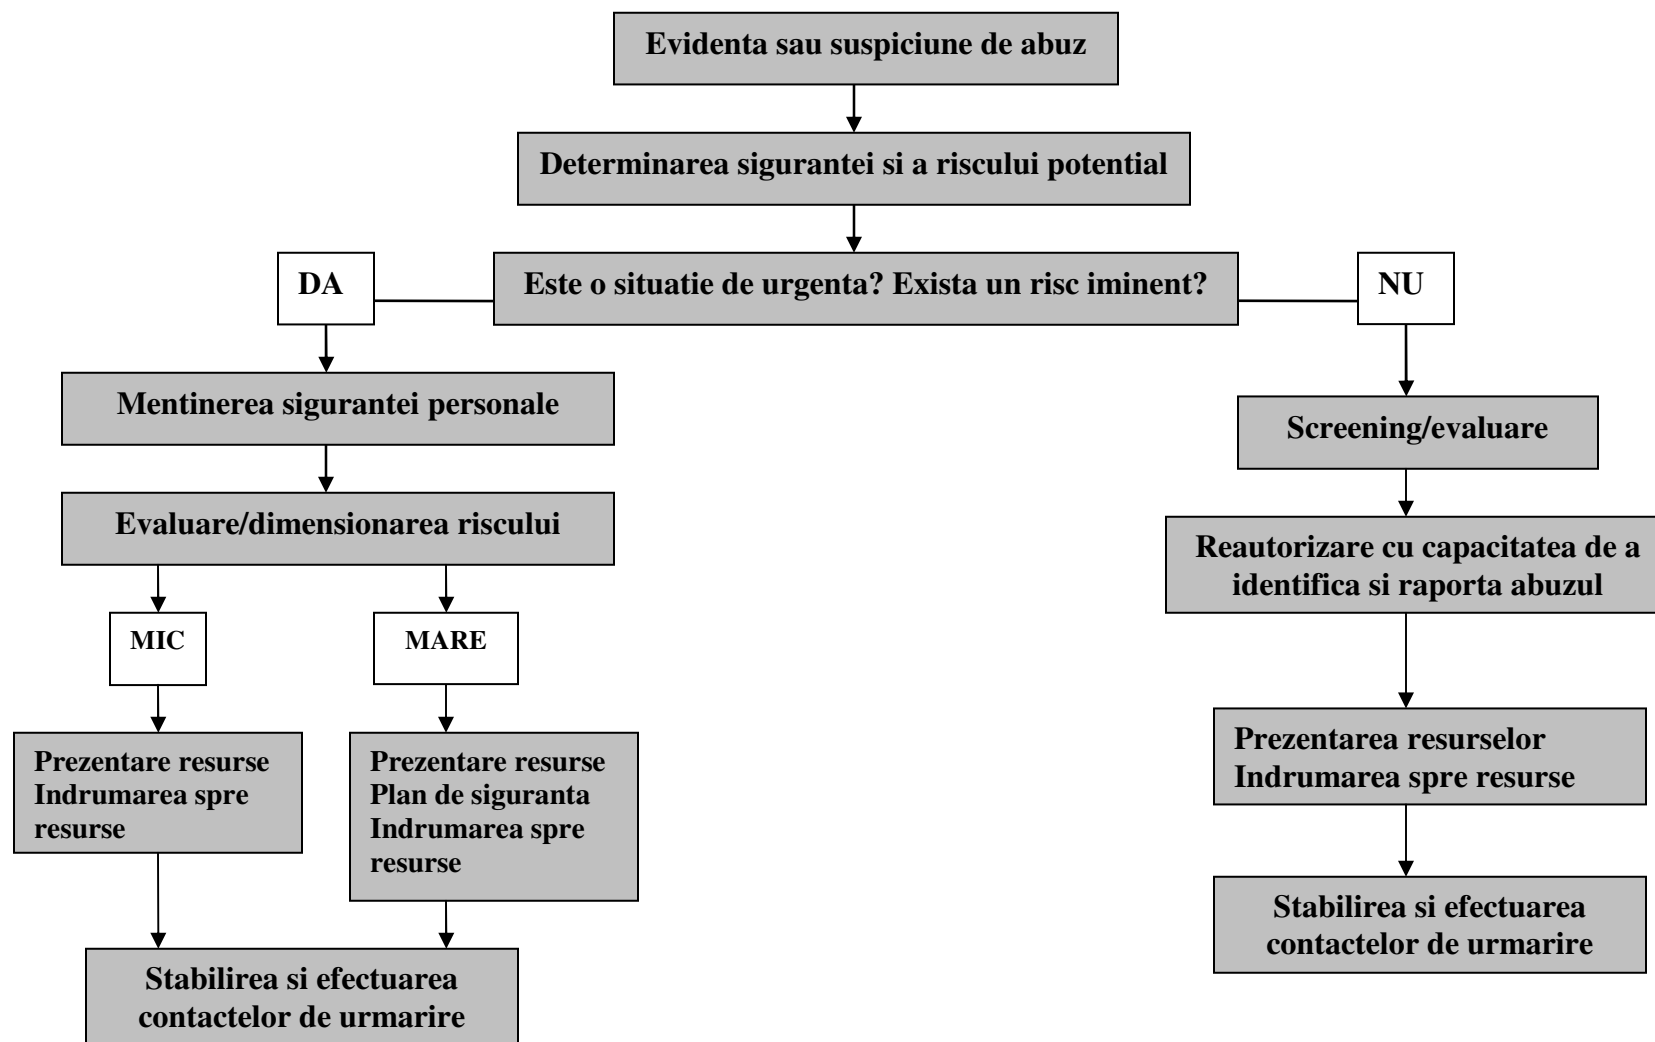 Evidenta sau suspiciune de abuz
Determinarea sigurantei si a riscului potential
DA
Este o situatie de urgenta? Exista un risc iminent?
NU
Mentinerea sigurantei personale
Screening/evaluare
Evaluare/dimensionarea riscului
Reautorizare cu capacitatea de a
identifica si raporta abuzul
MIC
MARE
Prezentare resurse
Indrumarea spre
resurse
Prezentare resurse
Plan de siguranta
Indrumarea spre
resurse
Prezentarea resurselor
Indrumarea spre resurse
Stabilirea si efectuarea
contactelor de urmarire
Stabilirea si efectuarea
contactelor de urmarire